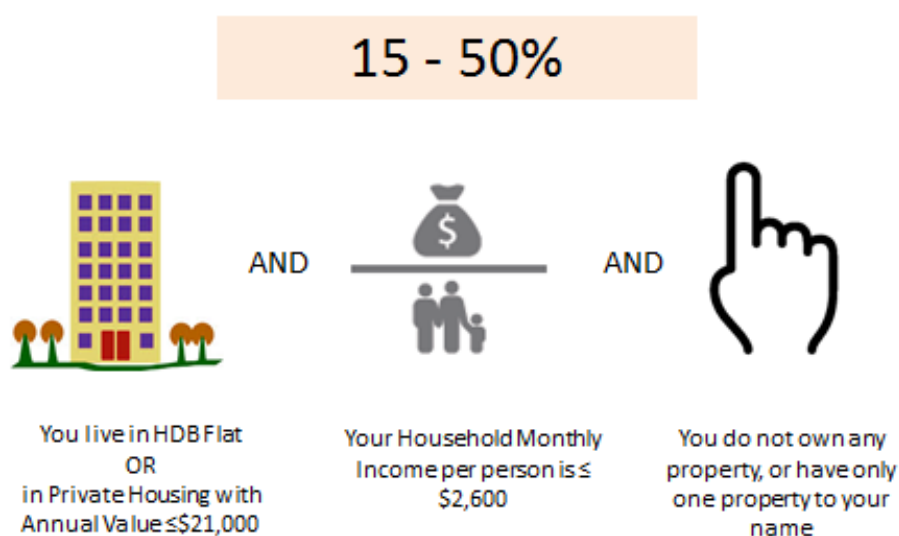 15 - 50%
AND
$
AND
You live in HDB Flat
OR
in Private Housing with
Annual Value ≤$21,000
Your Household Monthly
Income per person is ≤
$2,600
You do not own any
property, or have only
one property to your
name